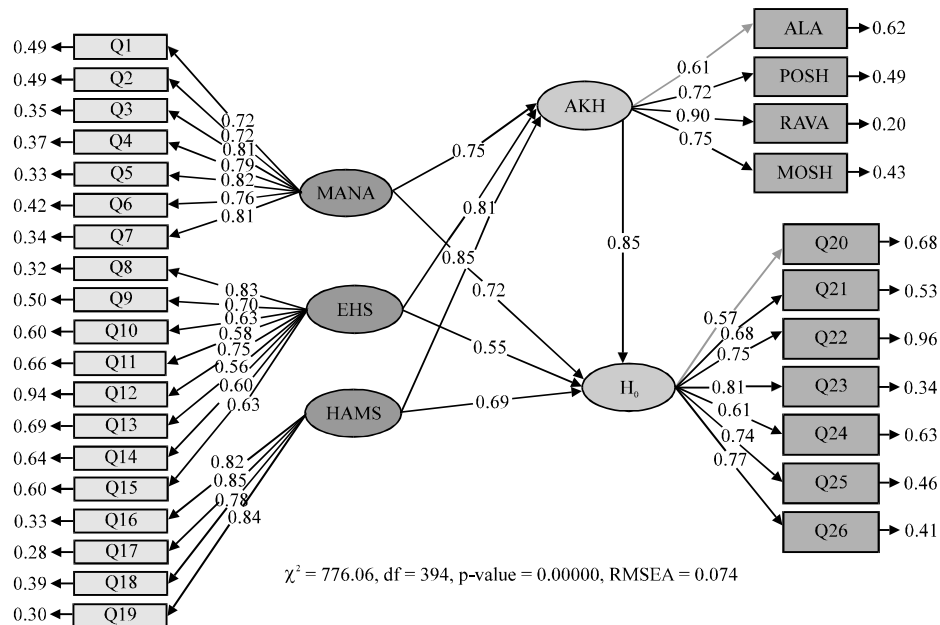 0.49 Q1
0.49 Q2
0.35 Q3
0.37 Q4
0.33 Q5
0.42 Q6
0.34 Q7
0.32 Q8
0.50 Q9
0.60 Q10
0.66 Q11
0.94 Q12
0.69 Q13
0.64 Q14
0.60 Q15
0.33 Q16
0.28 Q17
0.39 Q18
0.30 Q19
0.72
0.72
0.81
0.79
0.82
0.76
0.81
0.83
0.70
0.63
0.58
0.75
0.56
0.60
0.63
0.82
0.85
0.78
0.84
MANA
EHS
HAMS
0.75
0.81
0.85
0.72
0.55
0.69
AKH
0.85
H₀
0.61
0.72
0.90
0.75
ALA 0.62
POSH 0.49
RAVA 0.20
MOSH 0.43
0.57
0.68
0.75
0.81
0.61
0.74
0.77
Q20 0.68
Q21 0.53
Q22 0.96
Q23 0.34
Q24 0.63
Q25 0.46
Q26 0.41
χ² = 776.06, df = 394, p-value = 0.00000, RMSEA = 0.074